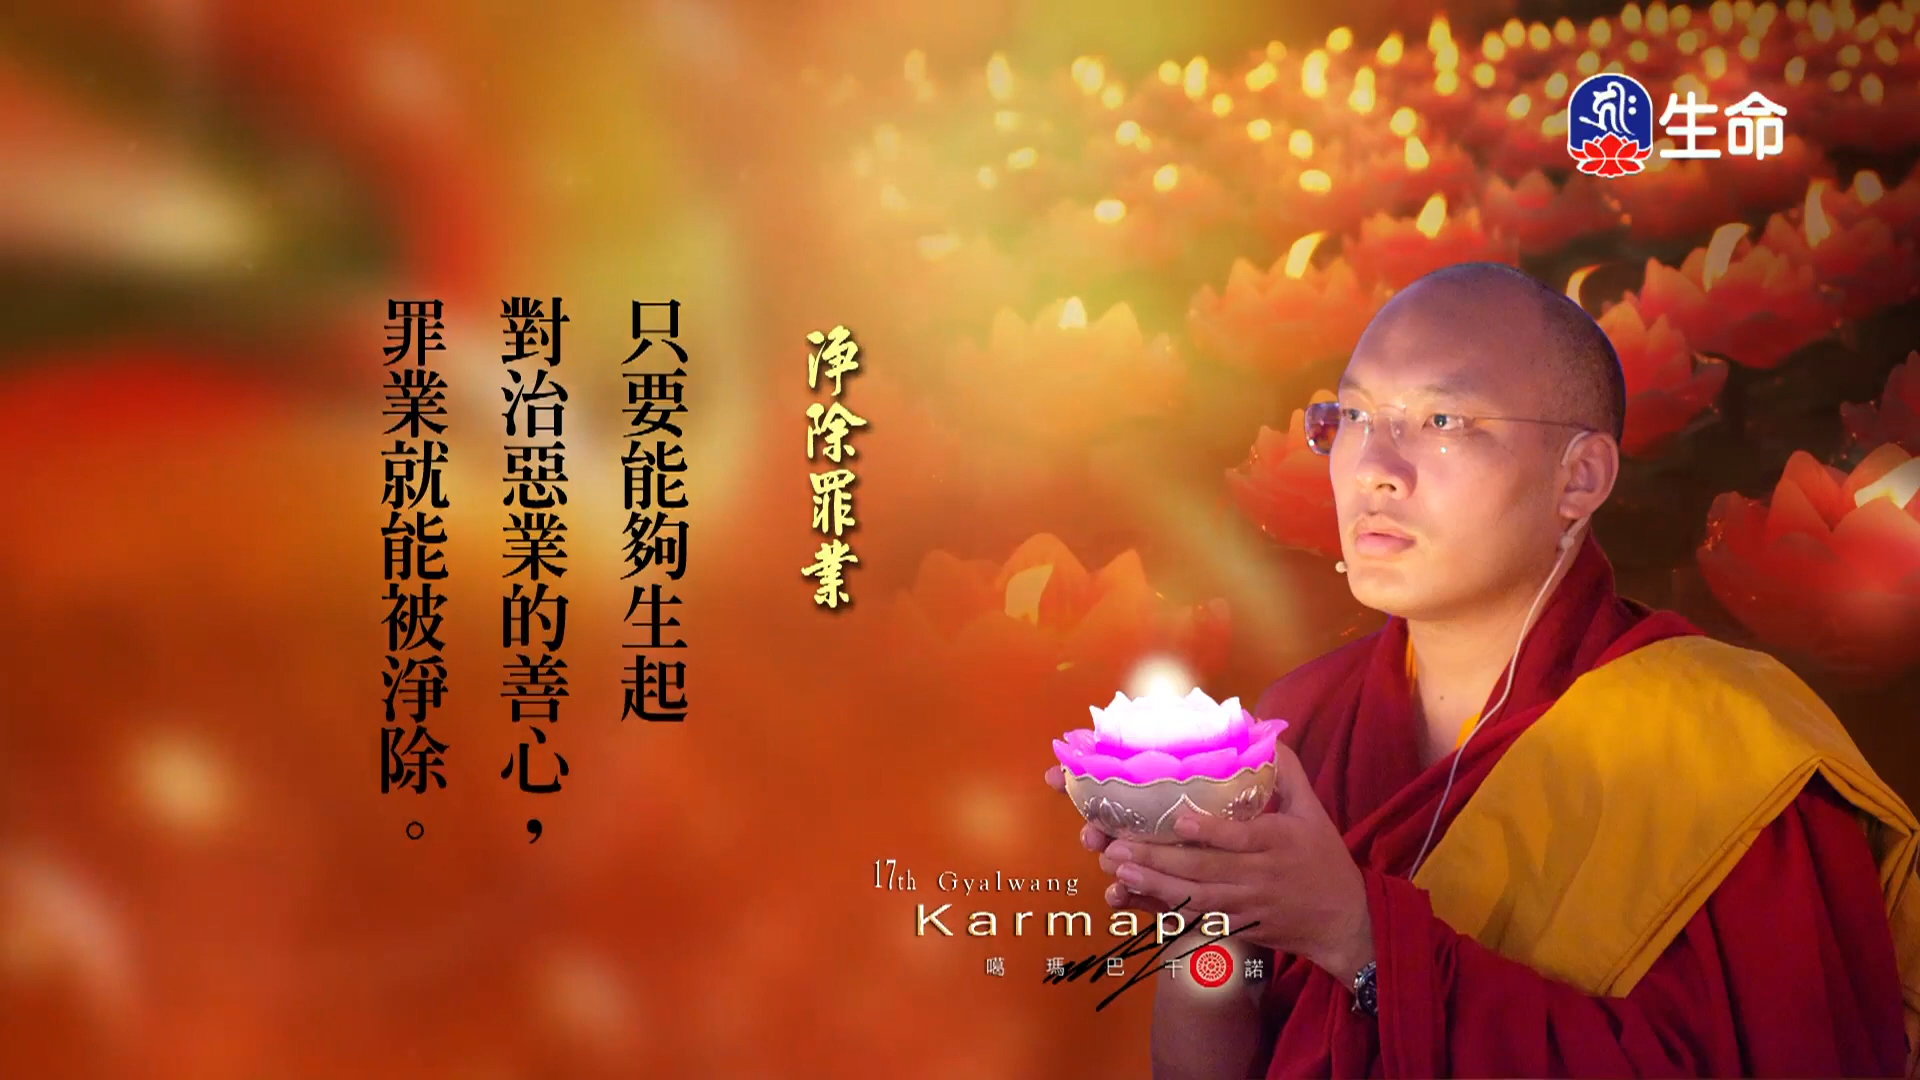 生命
淨除罪業
只要能夠生起
對治惡業的善心，
罪業就能被淨除。
17th Gyalwang
Karmapa
噶瑪巴千諾